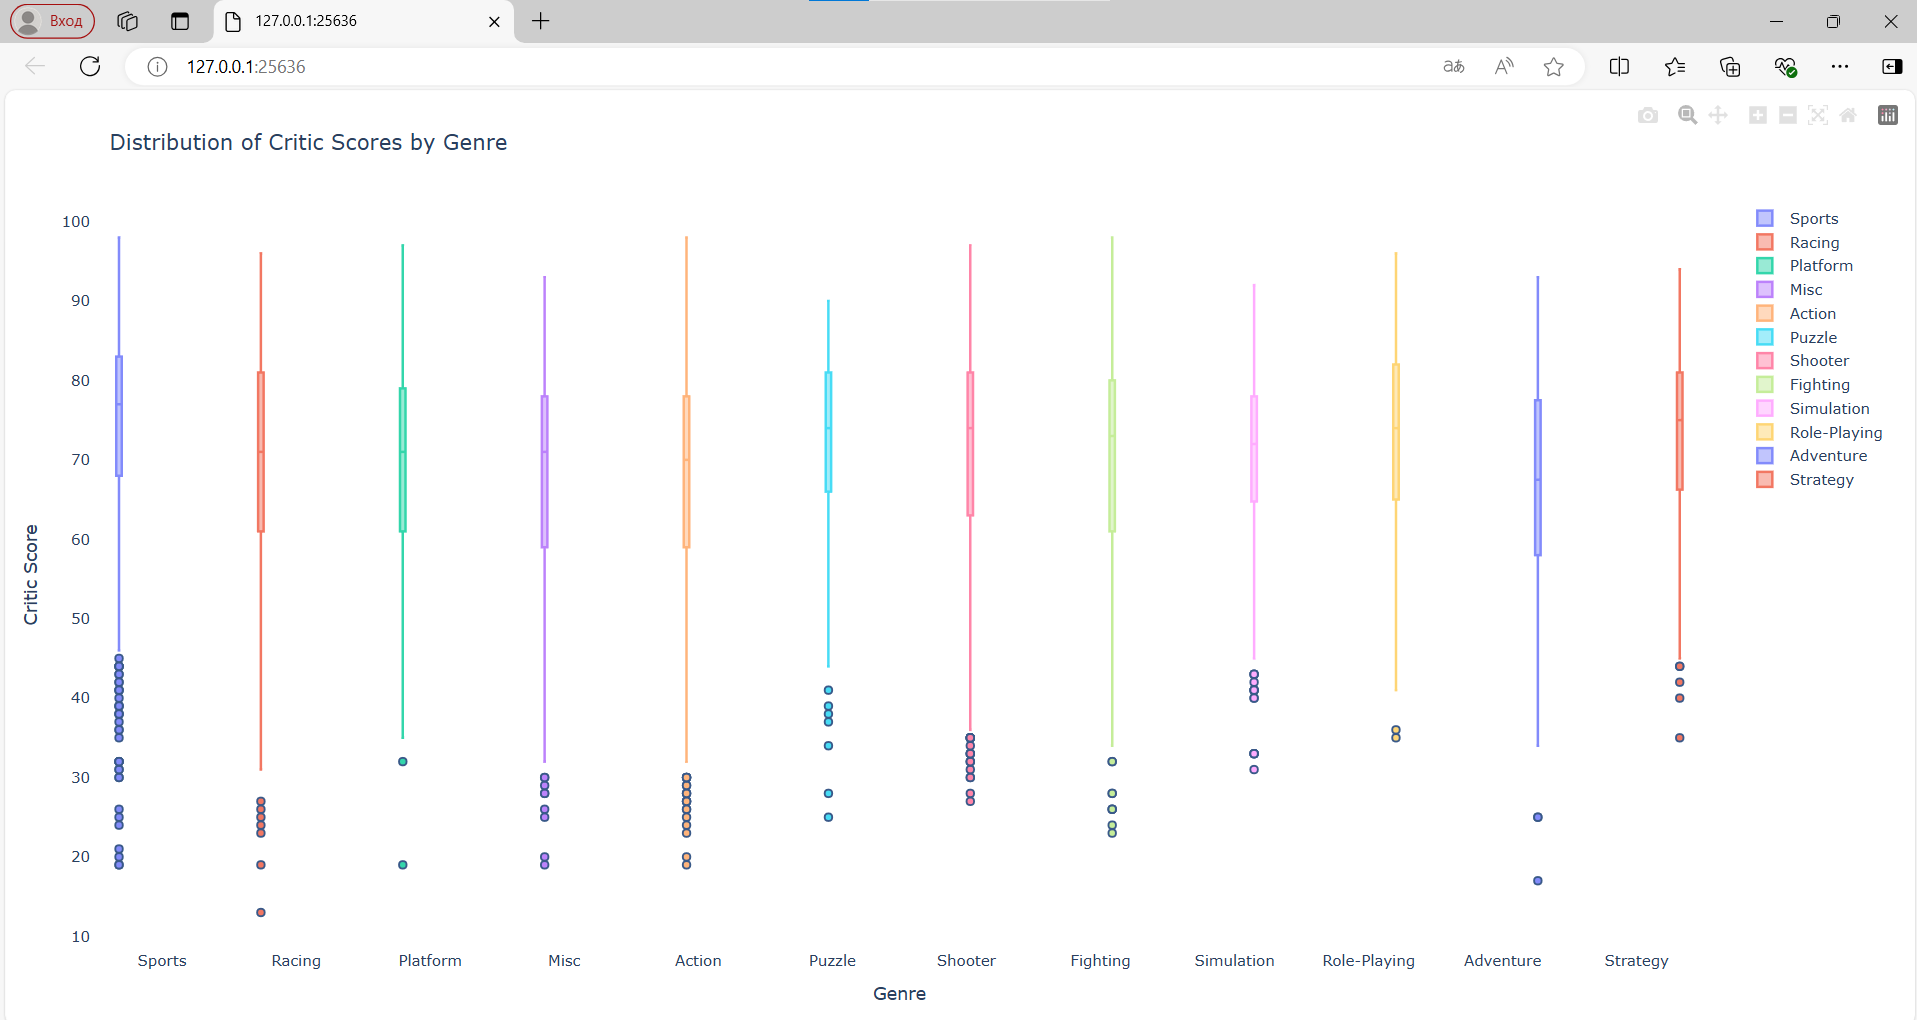 Вход
127.0.0.1:25636
127.0.0.1:25636
aあ
A
Distribution of Critic Scores by Genre
100
90
80
70
60
50
40
30
20
10
Critic Score
Sports Racing Platform Misc Action Puzzle Shooter Fighting Simulation Role-Playing Adventure Strategy
Genre
Sports
Racing
Platform
Misc
Action
Puzzle
Shooter
Fighting
Simulation
Role-Playing
Adventure
Strategy